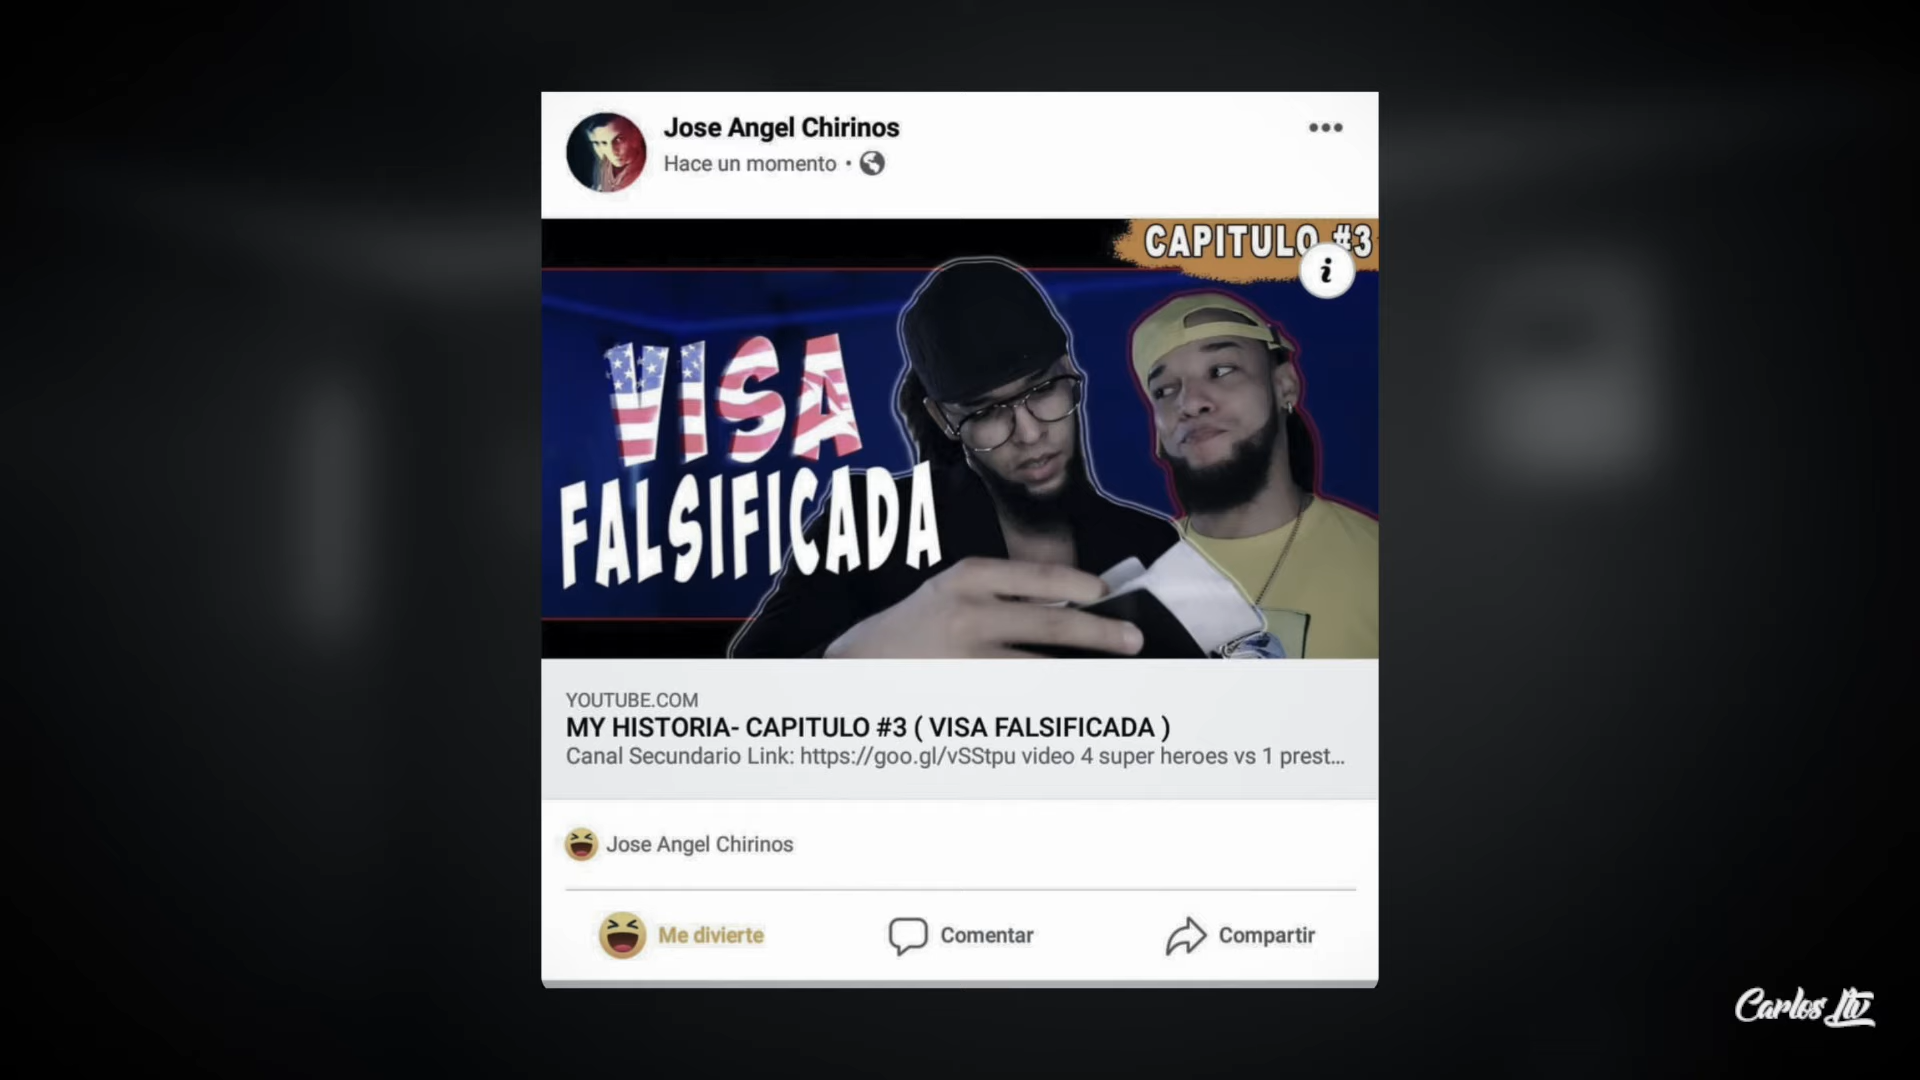 Jose Angel Chirinos
Hace un momento ·
CAPITULO #3
i
VISA
FALSIFICADA
YOUTUBE.COM
MY HISTORIA- CAPITULO #3 ( VISA FALSIFICADA )
Canal Secundario Link: https://goo.gl/vSStpu video 4 super heroes vs 1 prest...
Jose Angel Chirinos
Me divierte
Comentar
Compartir
Carlos Ltv